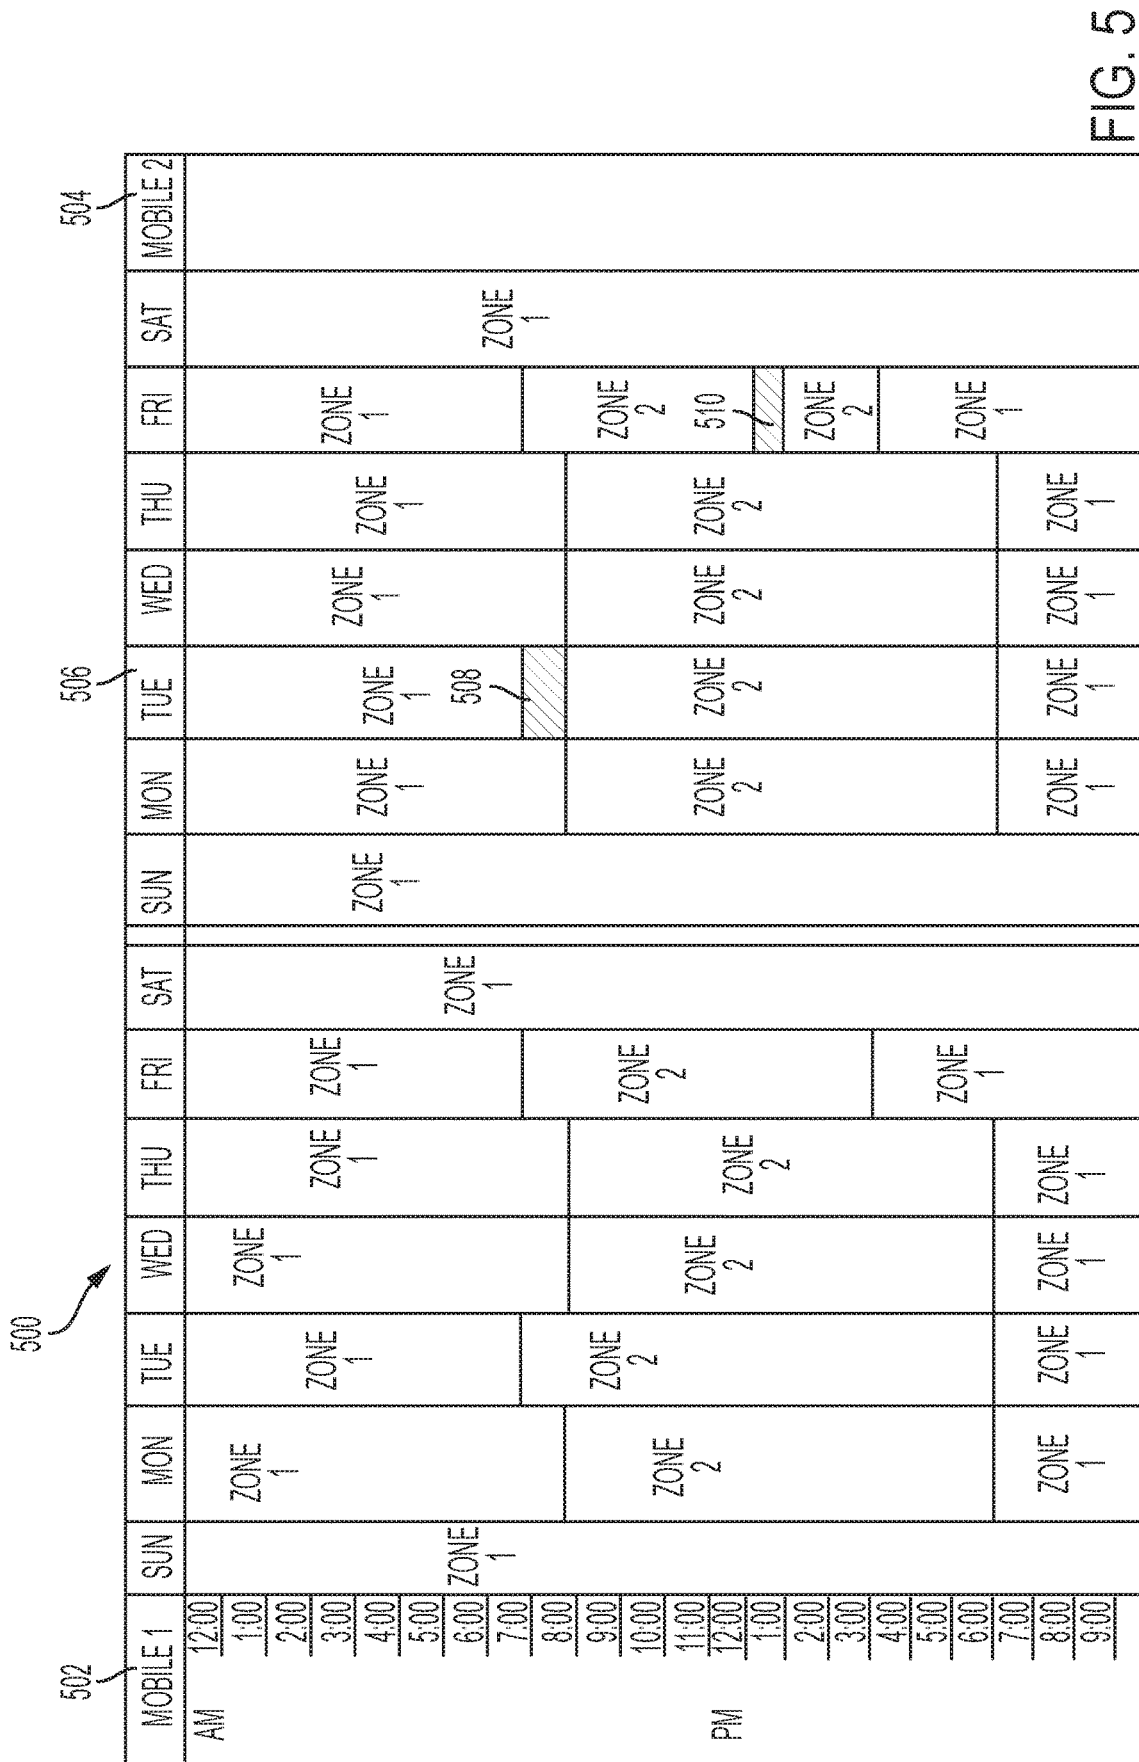 500
502
506
504
MOBILE 1 SUN MON TUE WED THU FRI SAT SUN MON TUE WED THU FRI SAT MOBILE 2
AM
12:00
1:00
2:00
3:00
4:00
5:00
6:00
7:00
8:00
9:00
10:00
11:00
PM
12:00
1:00
2:00
3:00
4:00
5:00
6:00
7:00
8:00
9:00
ZONE
1
ZONE
1
ZONE
2
ZONE
1
ZONE
1
ZONE
2
ZONE
1
ZONE
1
ZONE
2
ZONE
1
ZONE
1
ZONE
2
ZONE
1
ZONE
1
ZONE
2
ZONE
1
ZONE
1
ZONE
1
ZONE
1
ZONE
2
ZONE
1
ZONE
1
508
ZONE
2
ZONE
1
ZONE
1
ZONE
2
ZONE
1
ZONE
1
ZONE
2
ZONE
1
ZONE
1
ZONE
2
510
ZONE
2
ZONE
1
ZONE
1
FIG. 5